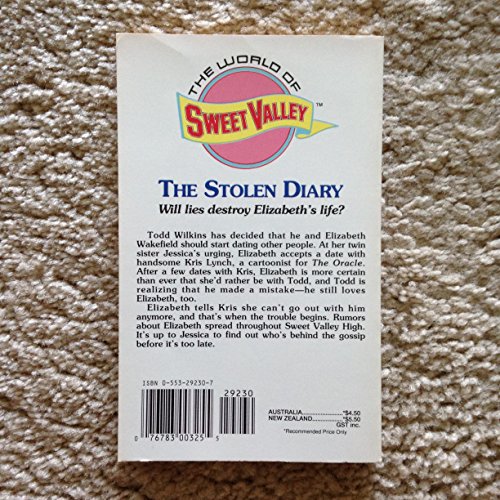 THE WORLD OF
SWEET VALLEY™
THE STOLEN DIARY
Will lies destroy Elizabeth's life?
Todd Wilkins has decided that he and Elizabeth
Wakefield should start dating other people. At her twin
sister Jessica's urging, Elizabeth accepts a date with
handsome Kris Lynch, a cartoonist for The Oracle.
After a few dates with Kris, Elizabeth is more certain
than ever that she'd rather be with Todd, and Todd is
realizing that he made a mistake—he still loves
Elizabeth, too.
Elizabeth tells Kris she can't go out with him
anymore, and that's when the trouble begins. Rumors
about Elizabeth spread throughout Sweet Valley High.
It's up to Jessica to find out who's behind the gossip
before it's too late.
ISBN 0-553-29230-7
29230
0 76783 00325 5
AUSTRALIA....................*$4.50
NEW ZEALAND...............*$5.50
GST inc.
*Recommended Price Only